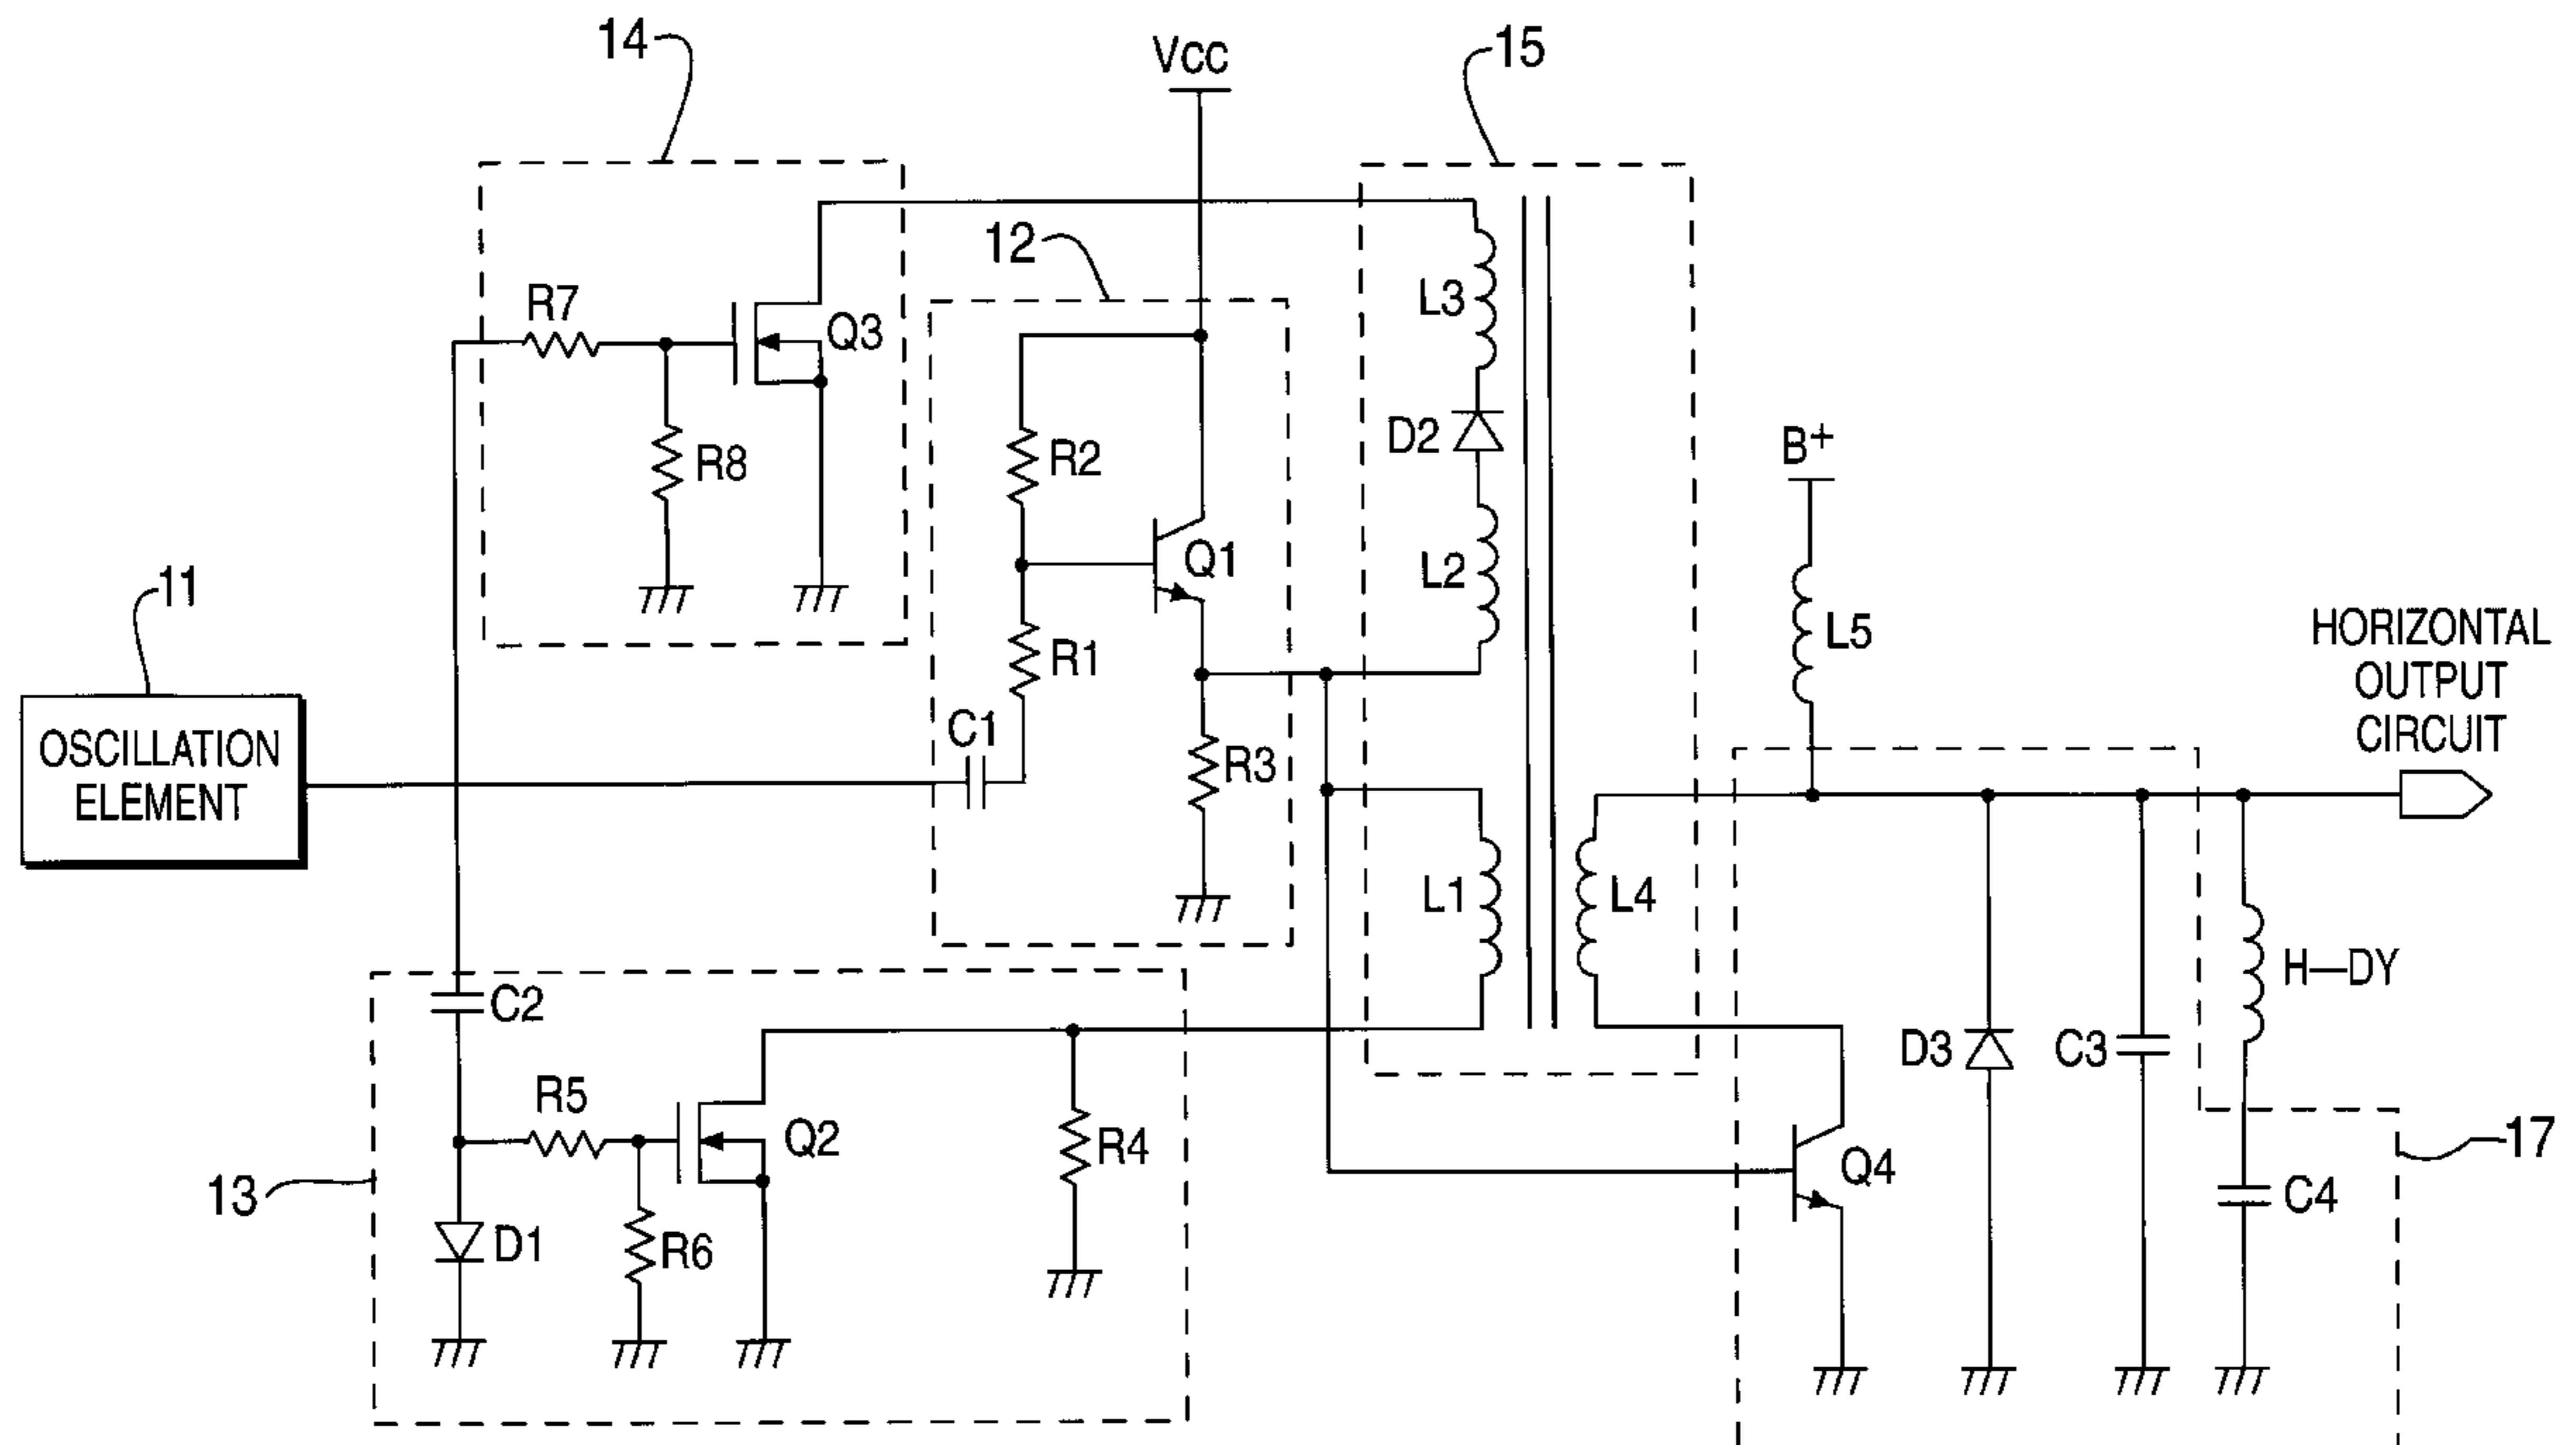 14
VCC
15
12
R7
Q3
L3
R8
R2
D2
B+
Q1
L2
11
R1
L5
HORIZONTAL
OUTPUT
CIRCUIT
C1
OSCILLATION
ELEMENT
R3
L1
L4
H—DY
C2
D3
C3
R5
Q2
R4
Q4
17
13
C4
D1
R6